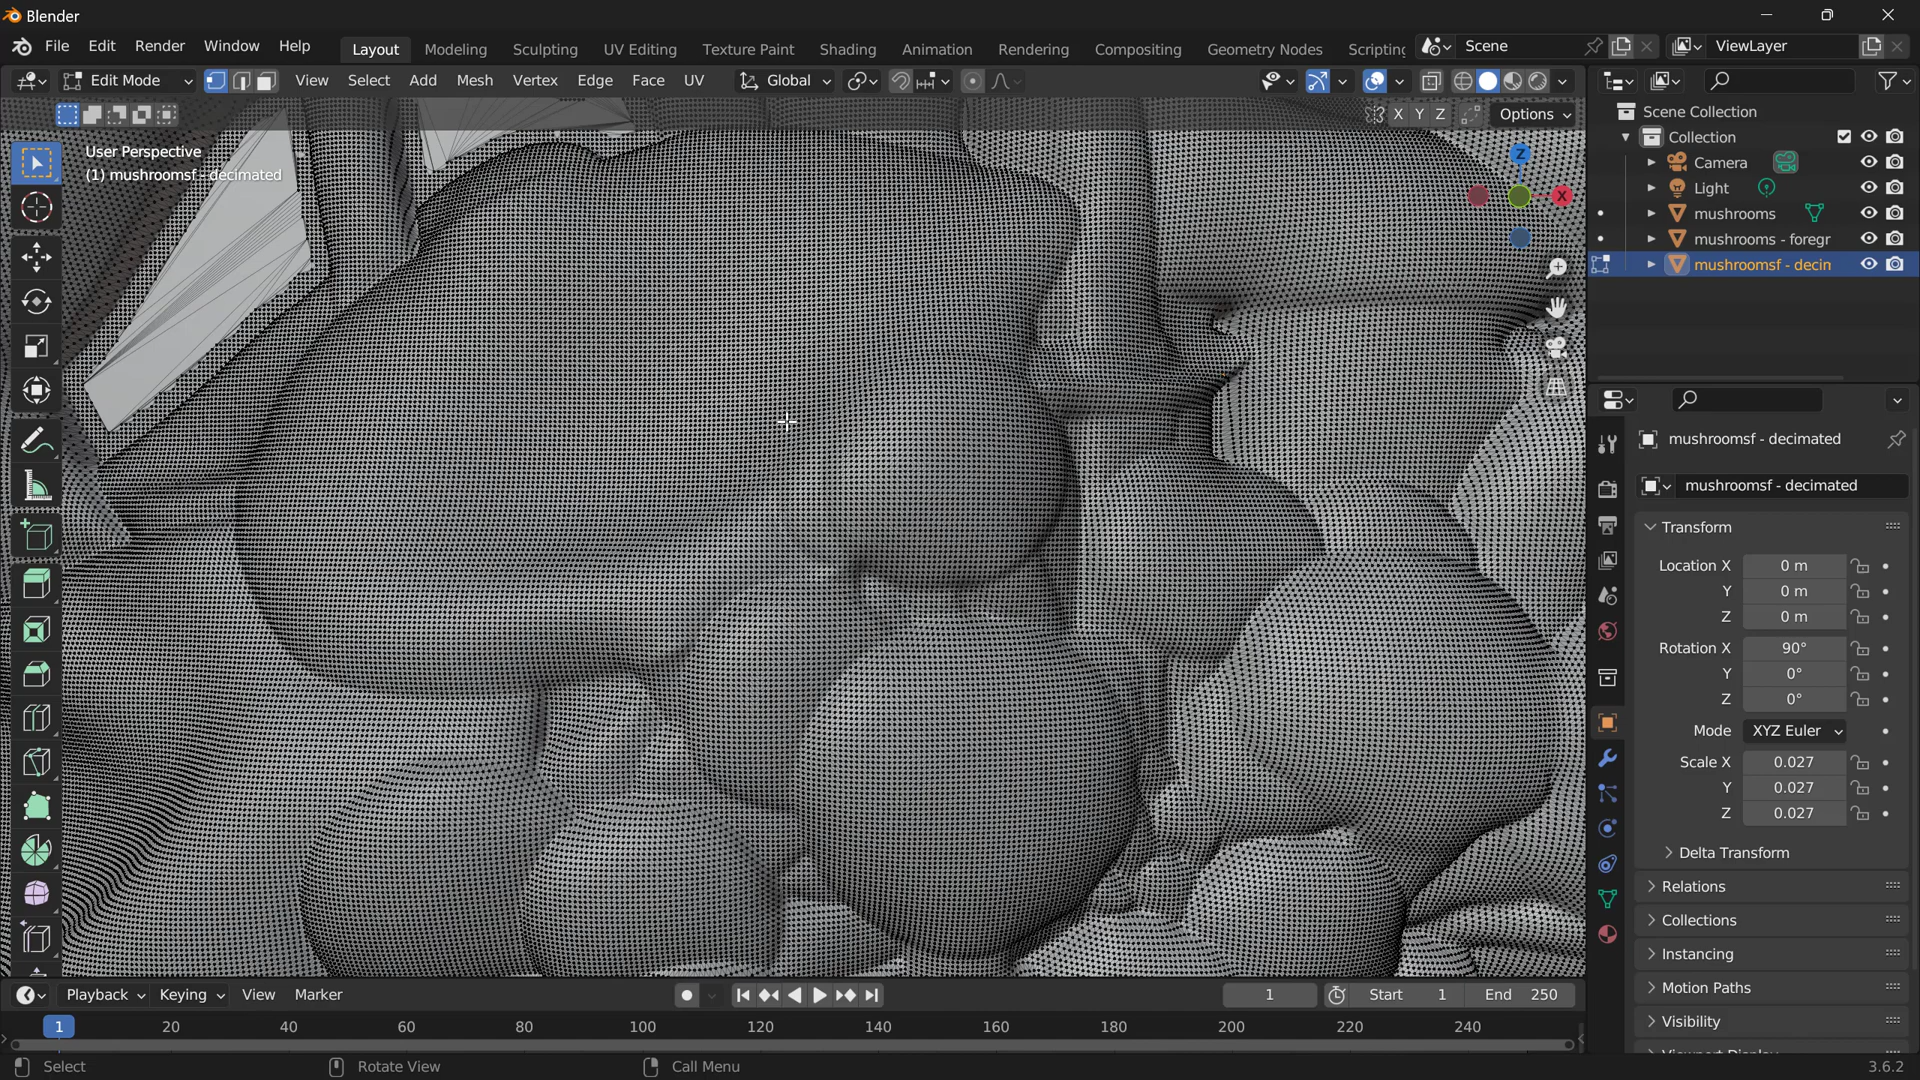 Blender
File Edit Render Window Help Layout Modeling Sculpting UV Editing Texture Paint Shading Animation Rendering Compositing Geometry Nodes Scripting Scene ViewLayer
Edit Mode View Select Add Mesh Vertex Edge Face UV Global
X Y Z Options
User Perspective
(1) mushroomsf - decimated
Z
X
Scene Collection
Collection
Camera
Light
mushrooms
mushrooms - foregr
mushroomsf - decin
mushroomsf - decimated
mushroomsf - decimated
Transform
Location X 0 m
Y 0 m
Z 0 m
Rotation X 90°
Y 0°
Z 0°
Mode XYZ Euler
Scale X 0.027
Y 0.027
Z 0.027
Delta Transform
Relations
Collections
Instancing
Motion Paths
Visibility
Viewport Display
Playback Keying View Marker 1 Start 1 End 250
1 20 40 60 80 100 120 140 160 180 200 220 240
Select Rotate View Call Menu 3.6.2